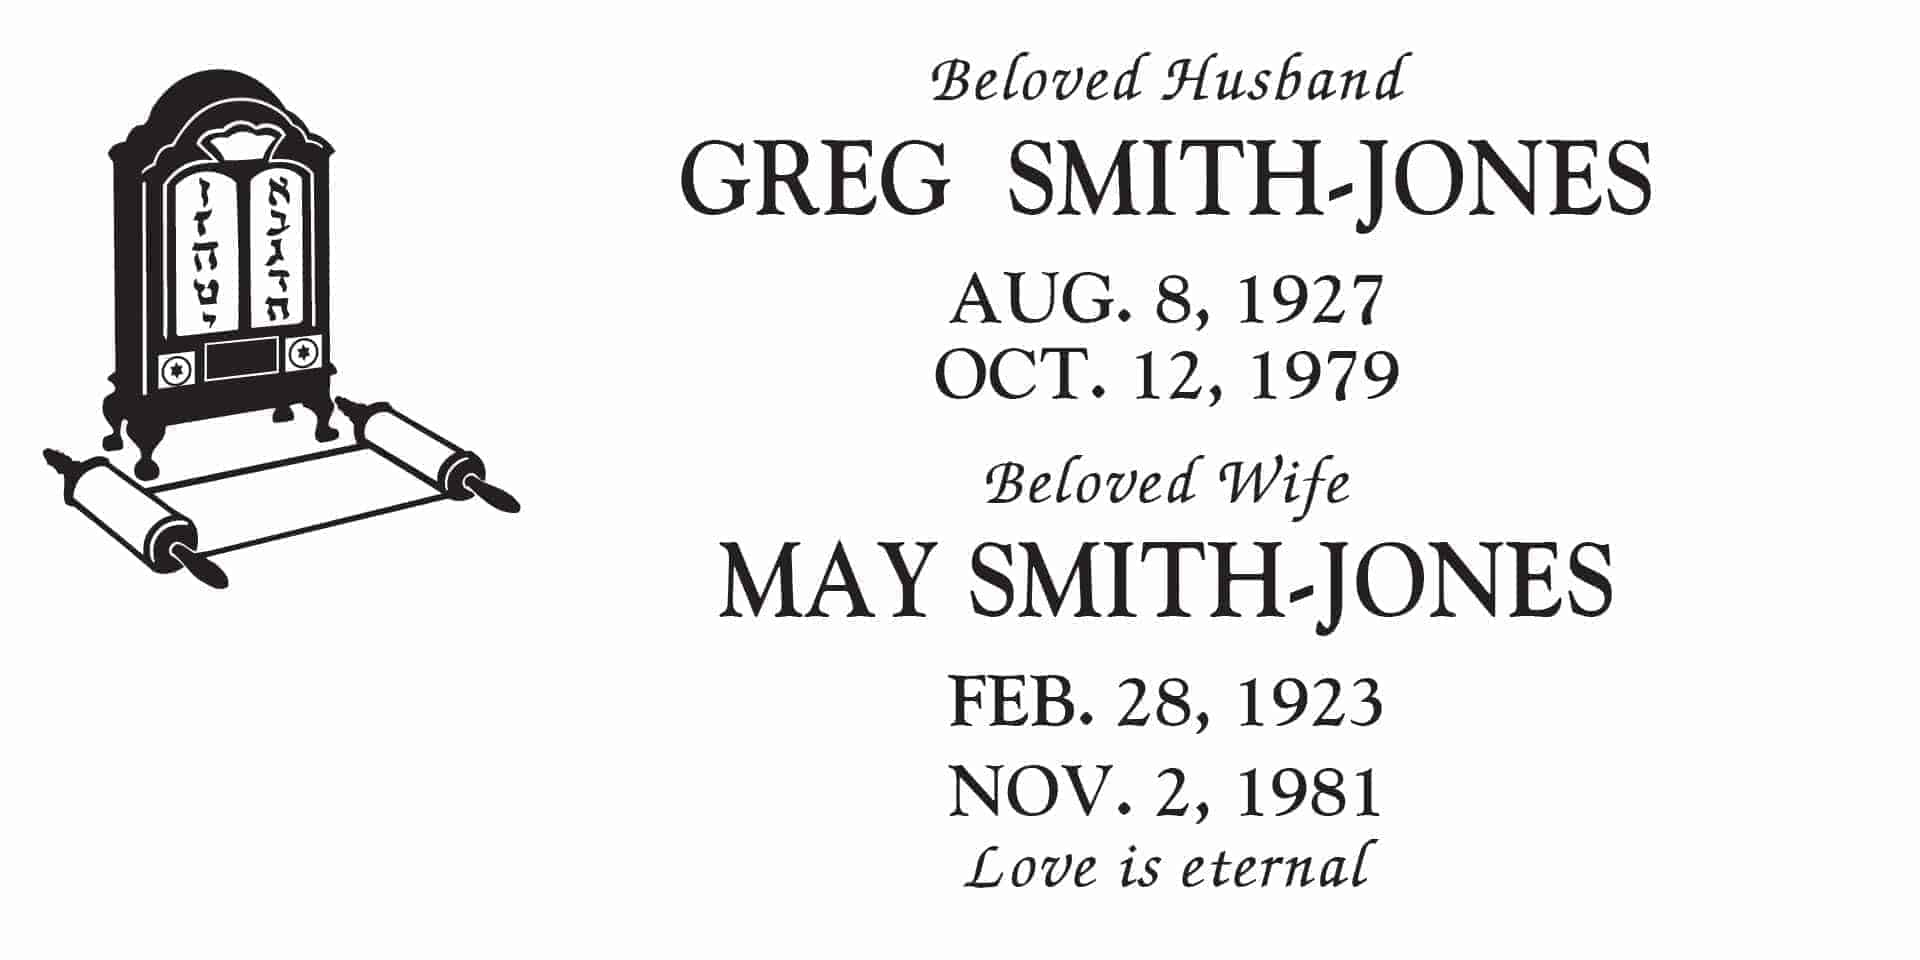 Beloved Husband
GREG SMITH-JONES
AUG. 8, 1927
OCT. 12, 1979
Beloved Wife
MAY SMITH-JONES
FEB. 28, 1923
NOV. 2, 1981
Love is eternal
א
ב
ג
ד
ה
ו
ז
ח
ט
י